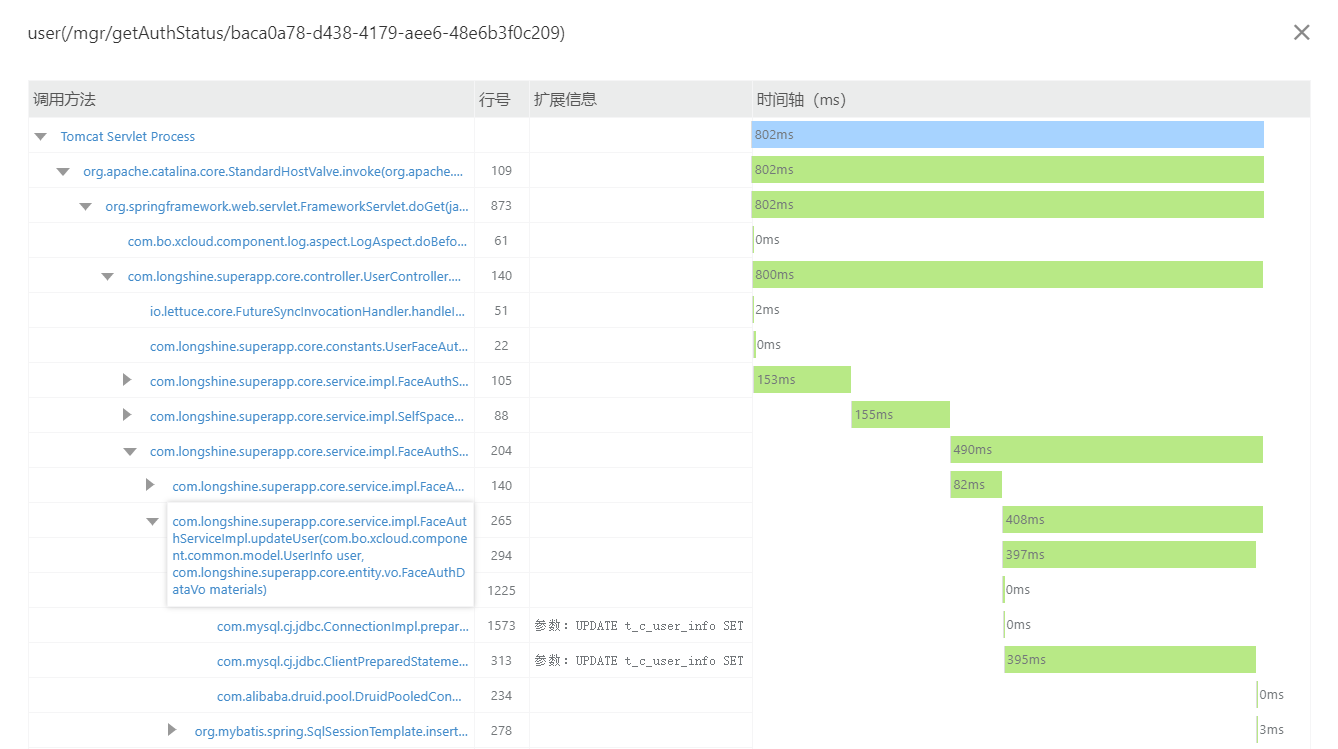 user(/mgr/getAuthStatus/baca0a78-d438-4179-aee6-48e6b3f0c209)
调用方法 行号 扩展信息 时间轴（ms）
Tomcat Servlet Process 802ms
org.apache.catalina.core.StandardHostValve.invoke(org.apache.... 109 802ms
org.springframework.web.servlet.FrameworkServlet.doGet(ja... 873 802ms
com.bo.xcloud.component.log.aspect.LogAspect.doBefo... 61 0ms
com.longshine.superapp.core.controller.UserController.... 140 800ms
io.lettuce.core.FutureSyncInvocationHandler.handleI... 51 2ms
com.longshine.superapp.core.constants.UserFaceAut... 22 0ms
com.longshine.superapp.core.service.impl.FaceAuthS... 105 153ms
com.longshine.superapp.core.service.impl.SelfSpace... 88 155ms
com.longshine.superapp.core.service.impl.FaceAuthS... 204 490ms
com.longshine.superapp.core.service.impl.FaceA... 140 82ms
com.longshine.superapp.core.service.impl.FaceAut
hServiceImpl.updateUser(com.bo.xcloud.compone
nt.common.model.UserInfo user,
com.longshine.superapp.core.entity.vo.FaceAuthD
ataVo materials)
265 408ms
294 397ms
1225 0ms
com.mysql.cj.jdbc.ConnectionImpl.prepar... 1573 参数: UPDATE t_c_user_info SET 0ms
com.mysql.cj.jdbc.ClientPreparedStateme... 313 参数: UPDATE t_c_user_info SET 395ms
com.alibaba.druid.pool.DruidPooledCon... 234 0ms
org.mybatis.spring.SqlSessionTemplate.insert... 278 3ms